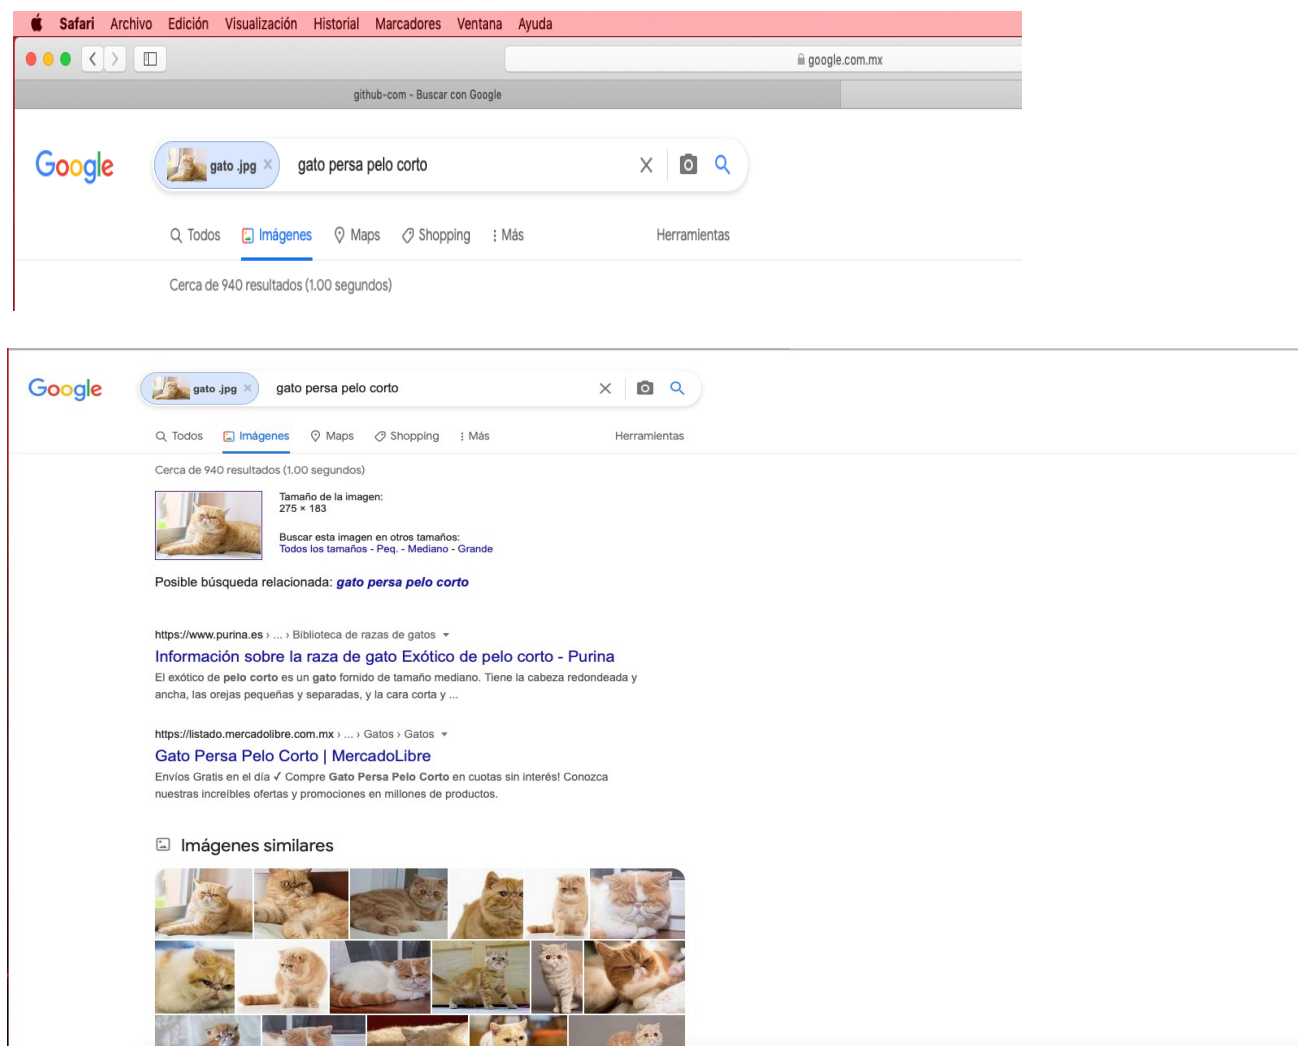 Safari Archivo Edición Visualización Historial Marcadores Ventana Ayuda
google.com.mx
github-com - Buscar con Google
Google gato .jpg × gato persa pelo corto
Todos Imágenes Maps Shopping Más Herramientas
Cerca de 940 resultados (1.00 segundos)
Google gato .jpg × gato persa pelo corto
Todos Imágenes Maps Shopping Más Herramientas
Cerca de 940 resultados (1.00 segundos)
Tamaño de la imagen:
275 × 183
Buscar esta imagen en otros tamaños:
Todos los tamaños - Peq. - Mediano - Grande
Posible búsqueda relacionada: gato persa pelo corto
https://www.purina.es › ... › Biblioteca de razas de gatos
Información sobre la raza de gato Exótico de pelo corto - Purina
El exótico de pelo corto es un gato fornido de tamaño mediano. Tiene la cabeza redondeada y
ancha, las orejas pequeñas y separadas, y la cara corta y ...
https://listado.mercadolibre.com.mx › ... › Gatos › Gatos
Gato Persa Pelo Corto | MercadoLibre
Envíos Gratis en el día ✓ Compre Gato Persa Pelo Corto en cuotas sin interés! Conozca
nuestras increíbles ofertas y promociones en millones de productos.
Imágenes similares